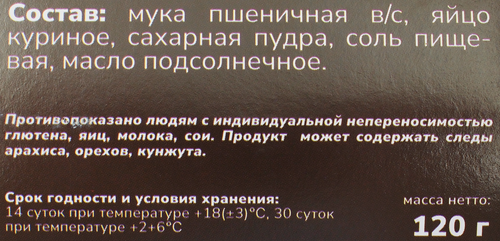 Состав: мука пшеничная в/с, яйцо
куриное, сахарная пудра, соль пище-
вая, масло подсолнечное.
Противопоказано людям с индивидуальной непереносимостью
глютена, яиц, молока, сои. Продукт может содержать следы
арахиса, орехов, кунжута.
Срок годности и условия хранения:
14 суток при температуре +18(±3)°С, 30 суток
при температуре +2+6°С
масса нетто:
120 г